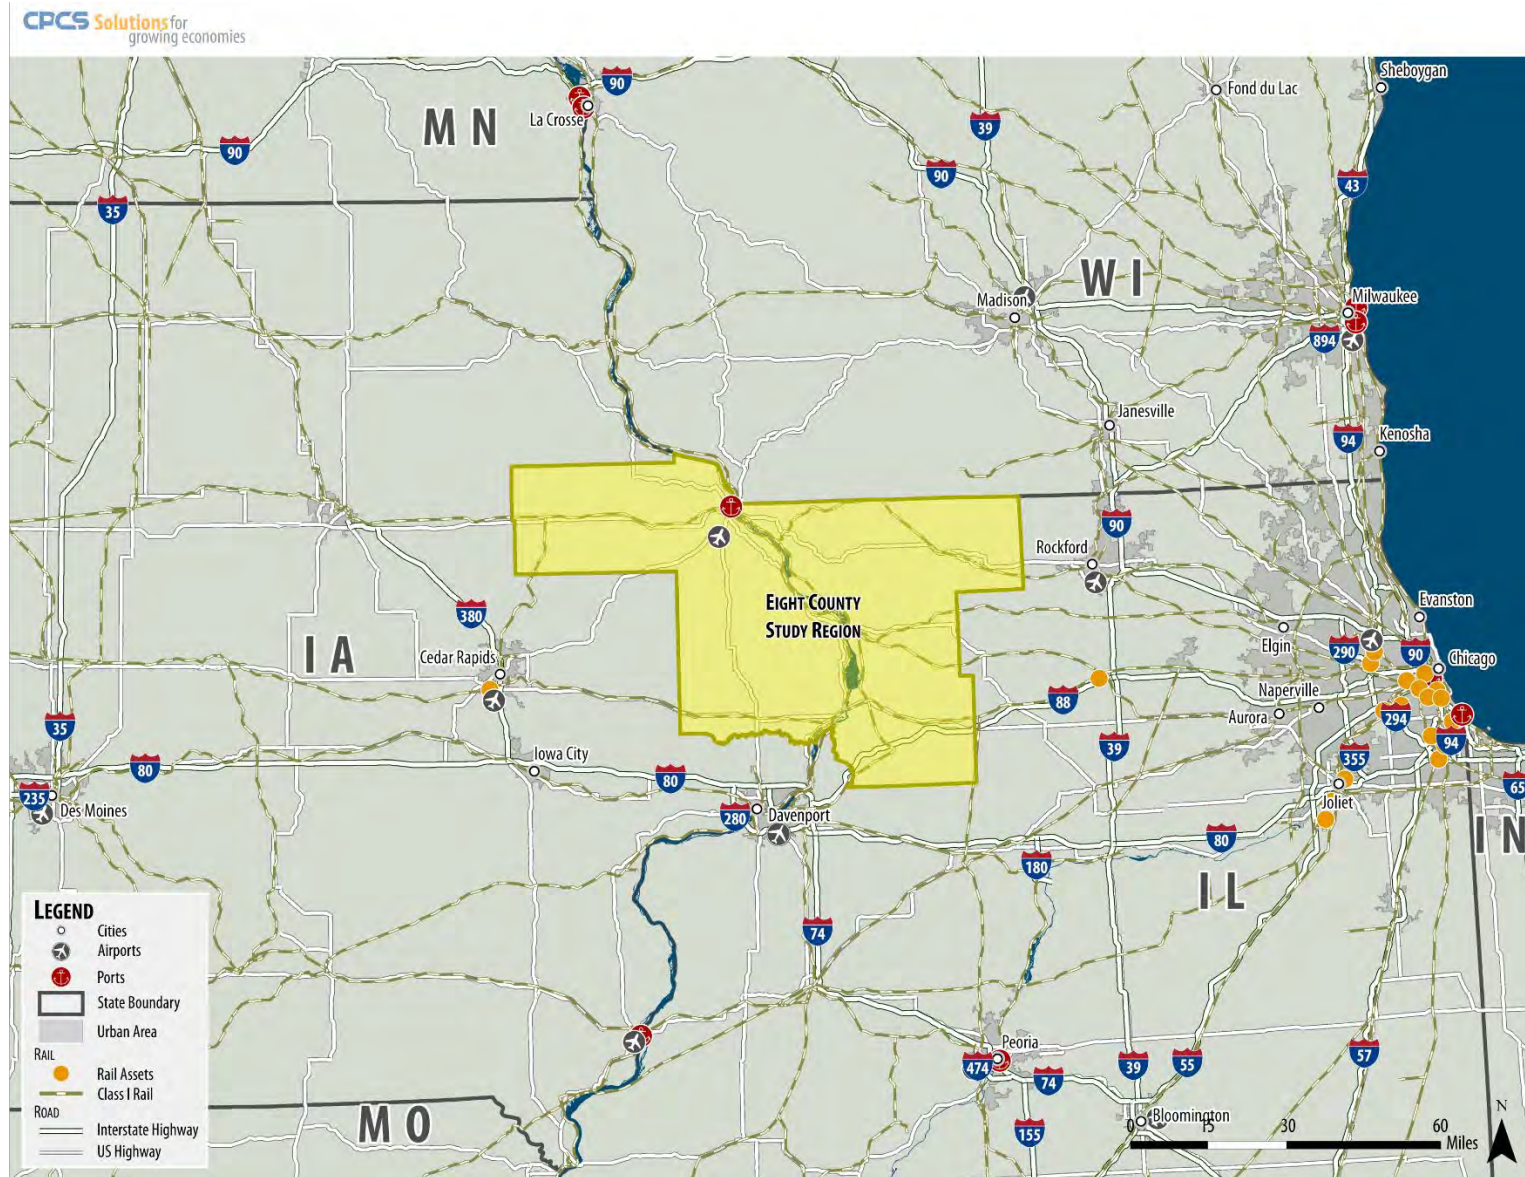 CPCS Solutions for
growing economies
Sheboygan
90
Fond du Lac
La Crosse
MN
39
90
90
43
35
WI
Madison
Milwaukee
894
Janesville
94
Kenosha
90
Rockford
EIGHT COUNTY
STUDY REGION
Evanston
380
IA
Elgin
290
90
Chicago
Cedar Rapids
Naperville
88
Aurora
294
35
39
94
Iowa City
355
80
80
65
235
Des Moines
Joliet
280
Davenport
80
IN
180
IL
LEGEND
Cities
Airports
Ports
State Boundary
Urban Area
RAIL
Rail Assets
Class I Rail
ROAD
Interstate Highway
US Highway
74
Peoria
474
74
39
55
57
MO
155
Bloomington
0 15 30 60
Miles
N